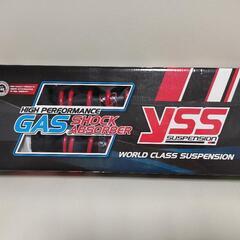 HIGH PERFORMANCE
GAS SHOCK
ABSORBER
YSS
SUSPENSION
WORLD CLASS SUSPENSION